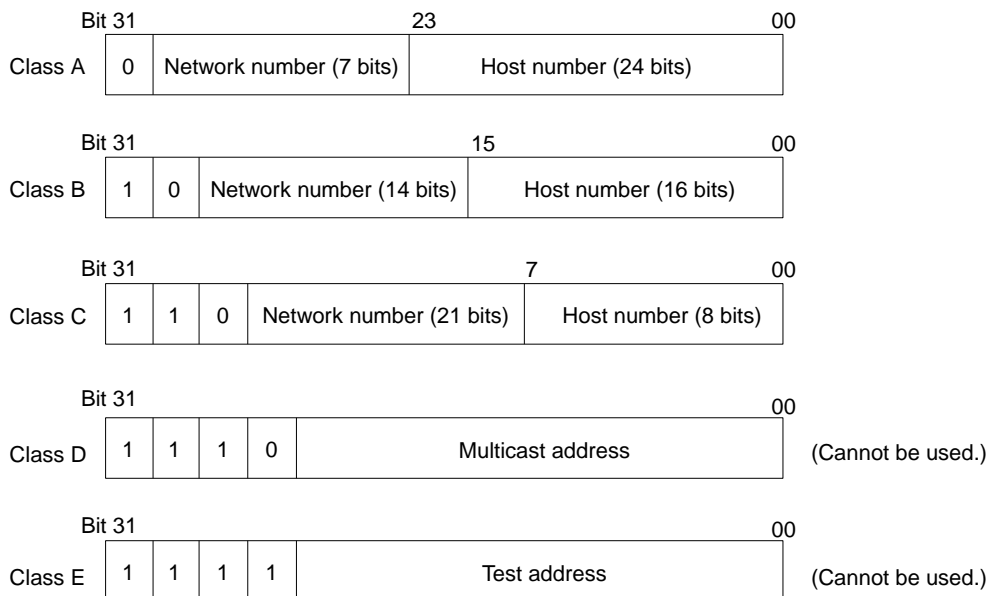 Bit 31 23 00
Class A 0 Network number (7 bits) Host number (24 bits)
Bit 31 15 00
Class B 1 0 Network number (14 bits) Host number (16 bits)
Bit 31 7 00
Class C 1 1 0 Network number (21 bits) Host number (8 bits)
Bit 31 00
Class D 1 1 1 0 Multicast address (Cannot be used.)
Bit 31 00
Class E 1 1 1 1 Test address (Cannot be used.)